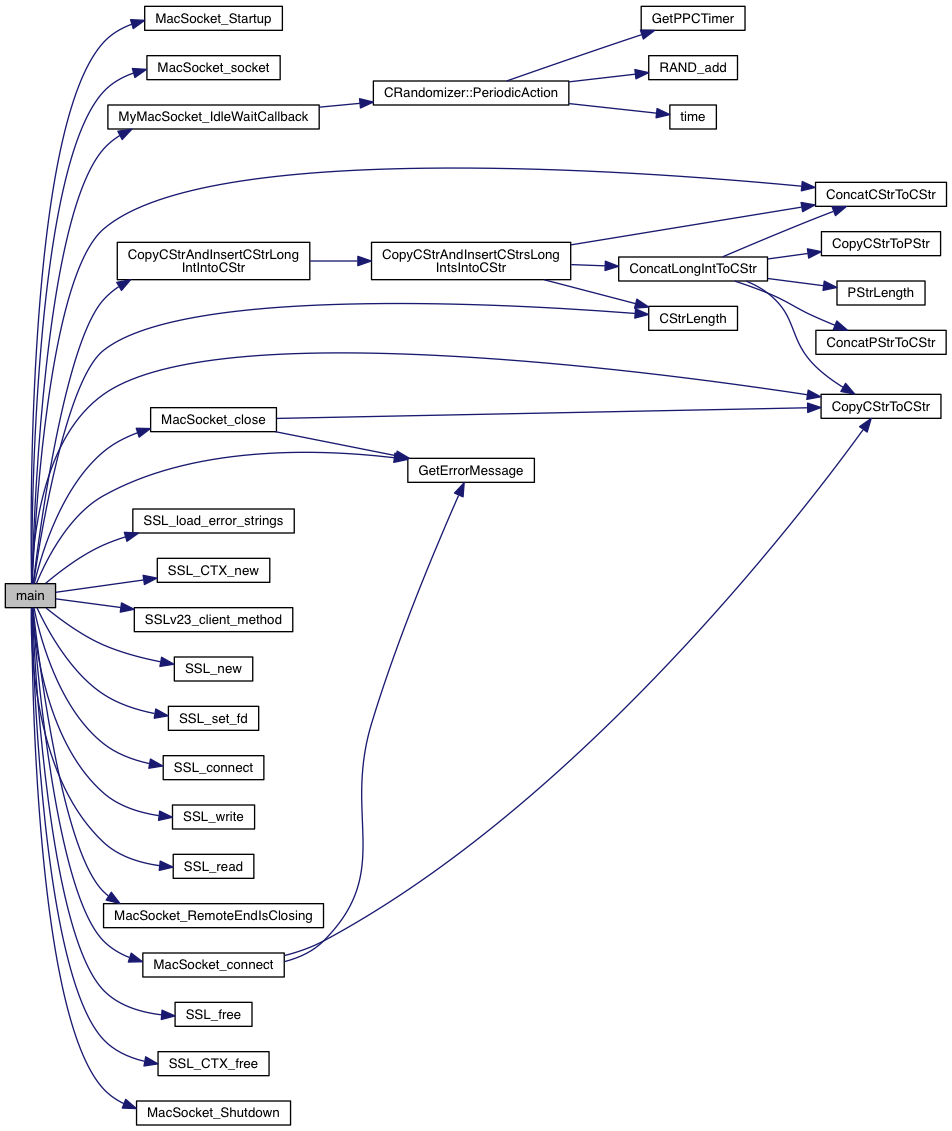 MacSocket_Startup
GetPPCTimer
MacSocket_socket
RAND_add
CRandomizer::PeriodicAction
MyMacSocket_IdleWaitCallback
time
ConcatCStrToCStr
CopyCStrToPStr
CopyCStrAndInsertCStrLong
IntIntoCStr
CopyCStrAndInsertCStrsLong
IntsIntoCStr
ConcatLongIntToCStr
PStrLength
CStrLength
ConcatPStrToCStr
CopyCStrToCStr
MacSocket_close
GetErrorMessage
SSL_load_error_strings
SSL_CTX_new
main
SSLv23_client_method
SSL_new
SSL_set_fd
SSL_connect
SSL_write
SSL_read
MacSocket_RemoteEndIsClosing
MacSocket_connect
SSL_free
SSL_CTX_free
MacSocket_Shutdown